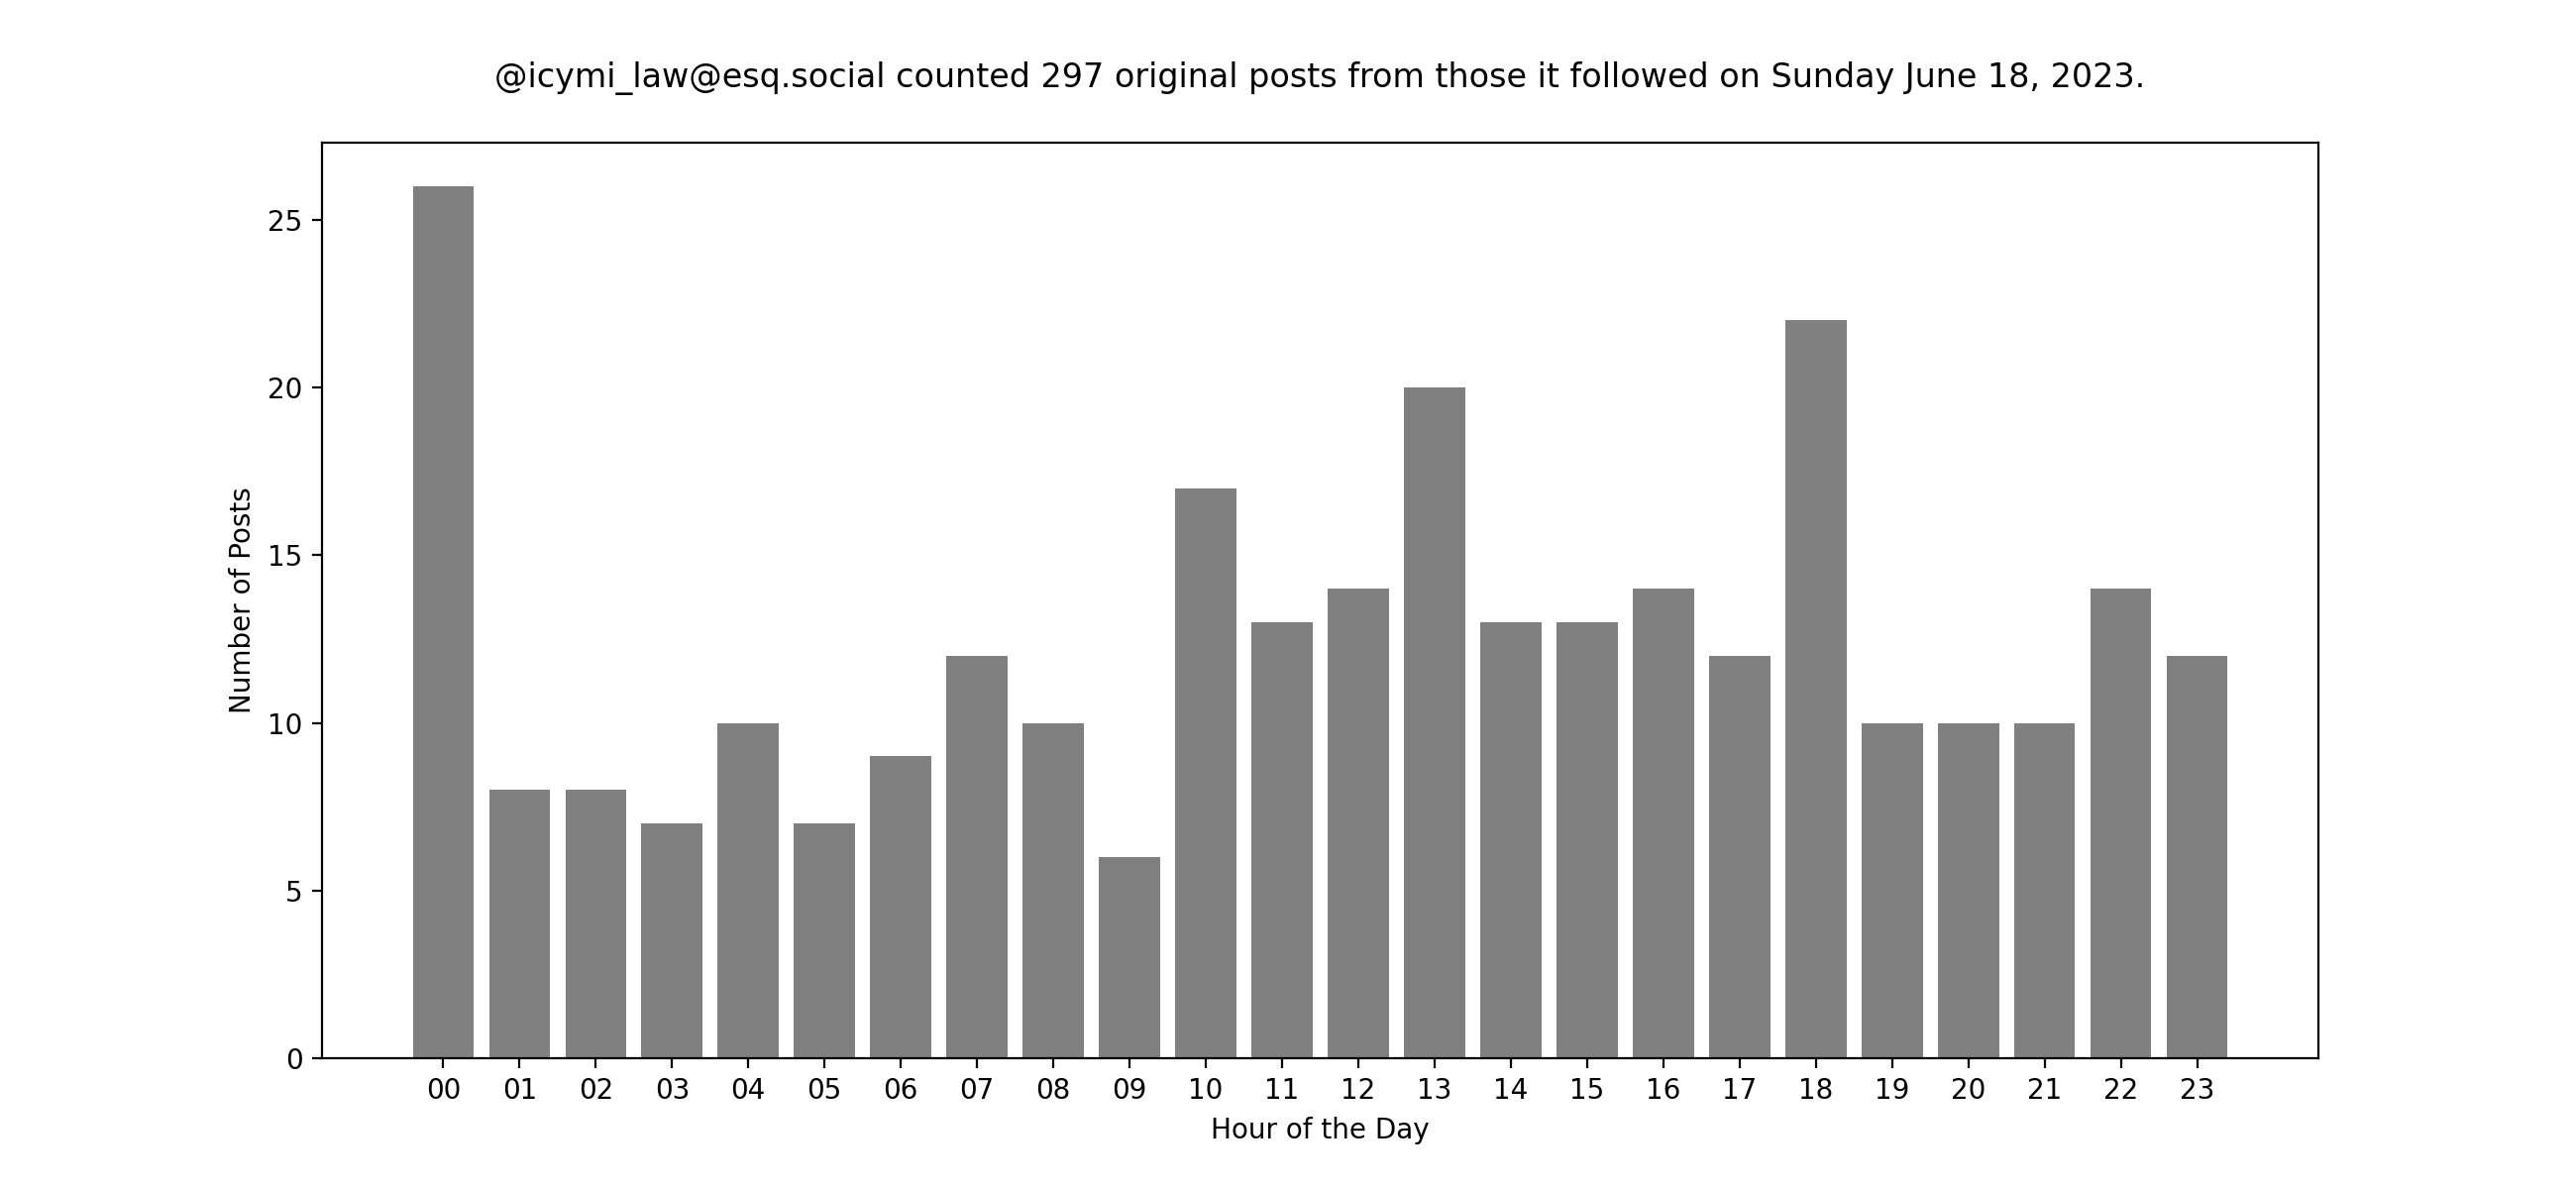 @icymi_law@esq.social counted 297 original posts from those it followed on Sunday June 18, 2023.
25
20
15
10
5
0
Number of Posts
00 01 02 03 04 05 06 07 08 09 10 11 12 13 14 15 16 17 18 19 20 21 22 23
Hour of the Day